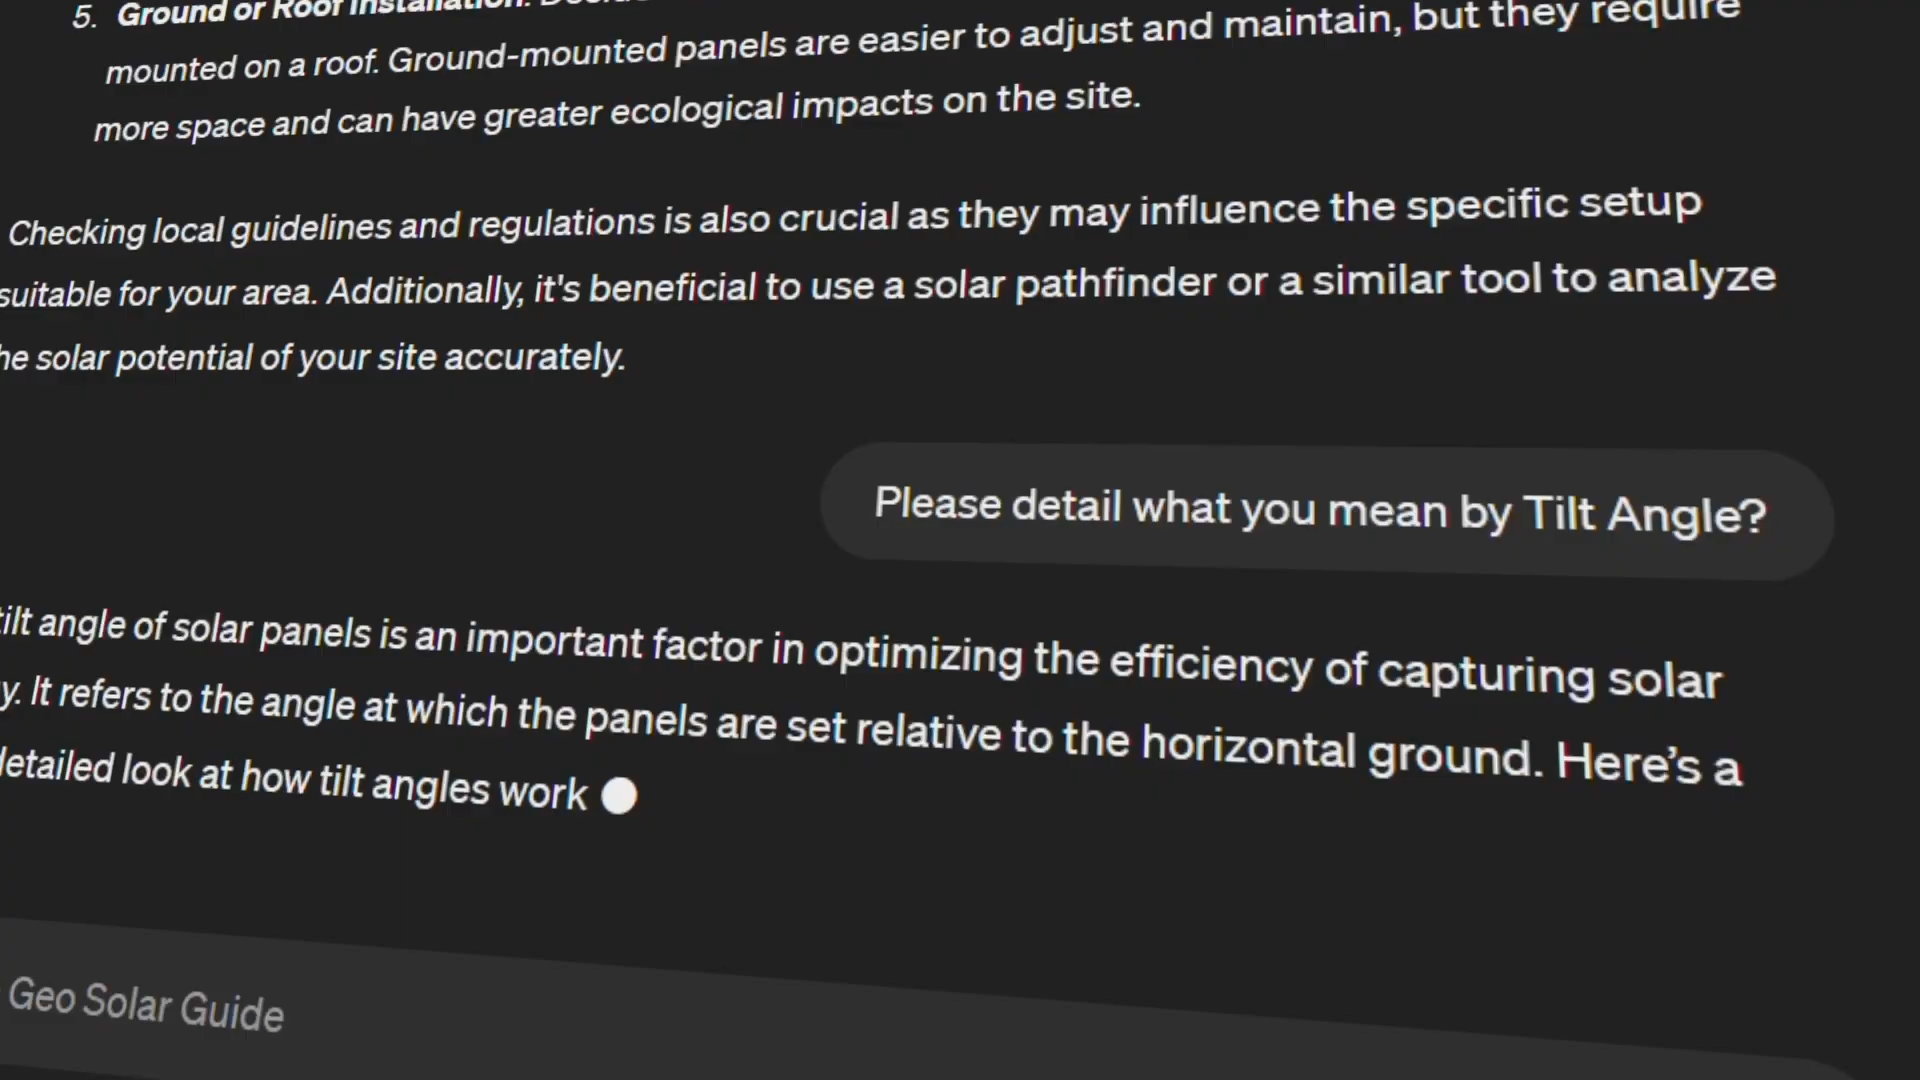 5. Ground or Roof Installation:
mounted on a roof. Ground-mounted panels are easier to adjust and maintain, but they require
more space and can have greater ecological impacts on the site.
Checking local guidelines and regulations is also crucial as they may influence the specific setup
suitable for your area. Additionally, it's beneficial to use a solar pathfinder or a similar tool to analyze
he solar potential of your site accurately.
Please detail what you mean by Tilt Angle?
tilt angle of solar panels is an important factor in optimizing the efficiency of capturing solar
y. It refers to the angle at which the panels are set relative to the horizontal ground. Here’s a
detailed look at how tilt angles work
Geo Solar Guide